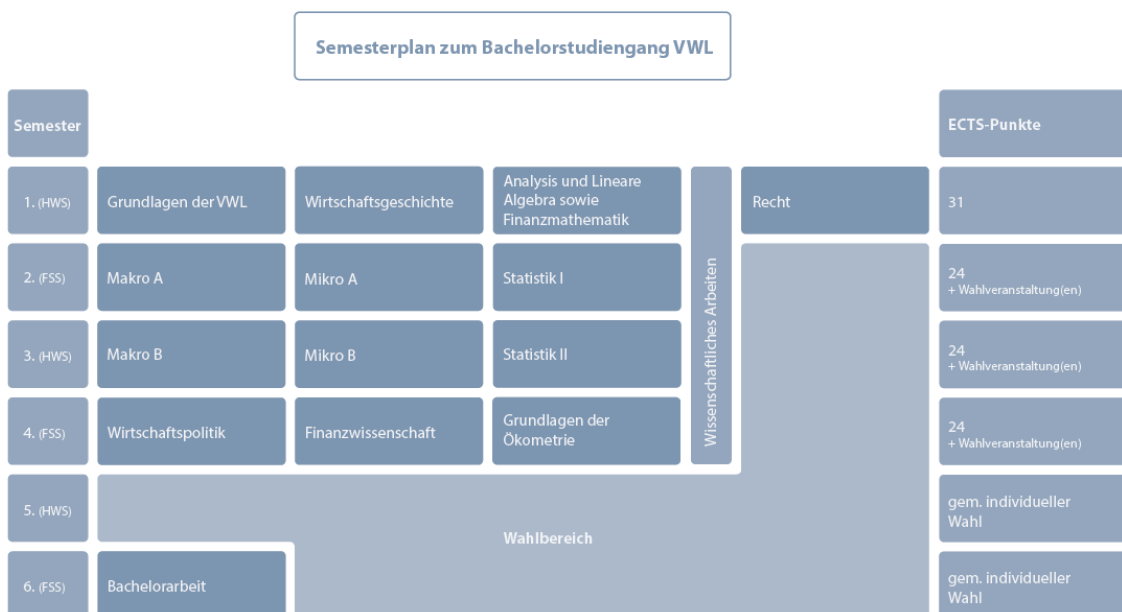 Semesterplan zum Bachelorstudiengang VWL
Semester
ECTS-Punkte
1. (HWS)
Grundlagen der VWL
Wirtschaftsgeschichte
Analysis und Lineare
Algebra sowie
Finanzmathematik
Wissenschaftliches Arbeiten
Recht
31
2. (FSS)
Makro A
Mikro A
Statistik I
24
+ Wahlveranstaltung(en)
3. (HWS)
Makro B
Mikro B
Statistik II
24
+ Wahlveranstaltung(en)
4. (FSS)
Wirtschaftspolitik
Finanzwissenschaft
Grundlagen der
Ökometrie
24
+ Wahlveranstaltung(en)
5. (HWS)
Wahlbereich
gem. individueller
Wahl
6. (FSS)
Bachelorarbeit
gem. individueller
Wahl